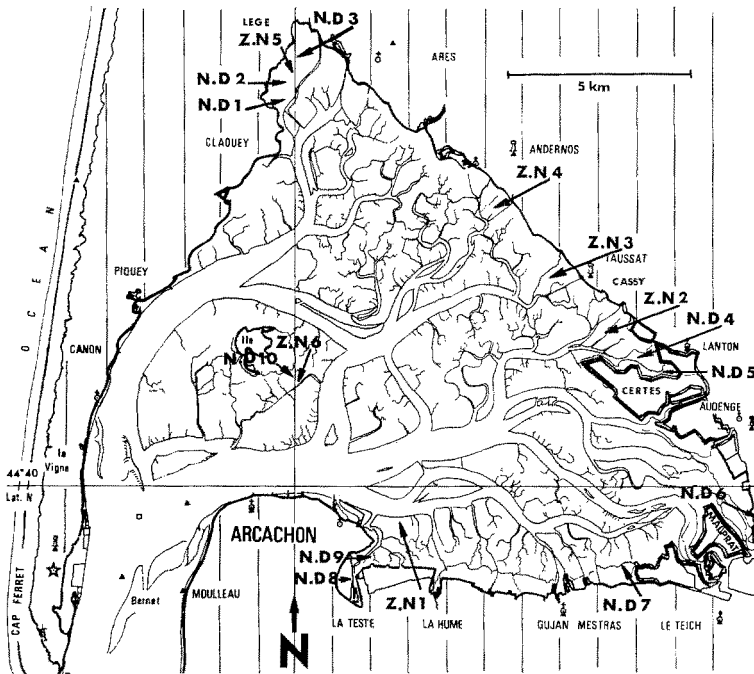 LEGE
N.D 3
Z.N 5
ARES
N.D 2
5 km
N.D 1
CLAOUEY
ANDERNOS
Z.N 4
OCEAN
Z.N 3
TAUSSAT
PIQUEY
CASSY
Z.N 2
N.D 4
Ile
Z.N 6
LANTON
CANON
N.D 10
N.D 5
CERTES
AUDENGE
la
Vigne
44°40
Lat. N
N.D 6
MALPRAT
ARCACHON
N.D 9
N.D 8
CAP FERRET
Bernet
MOULLEAU
Z.N 1
N.D 7
LA TESTE
LA HUME
GUJAN MESTRAS
LE TEICH
N